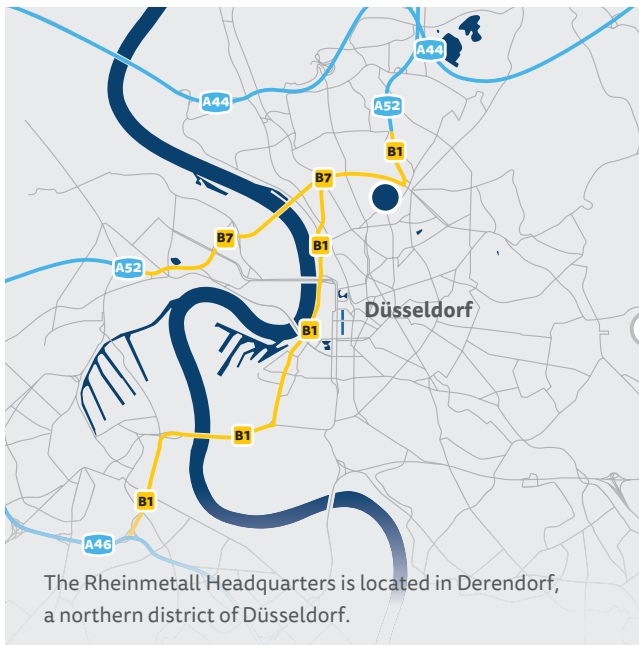 A44
A44
A52
B1
B7
B7
B1
A52
Düsseldorf
B1
B1
B1
A46
The Rheinmetall Headquarters is located in Derendorf,
a northern district of Düsseldorf.